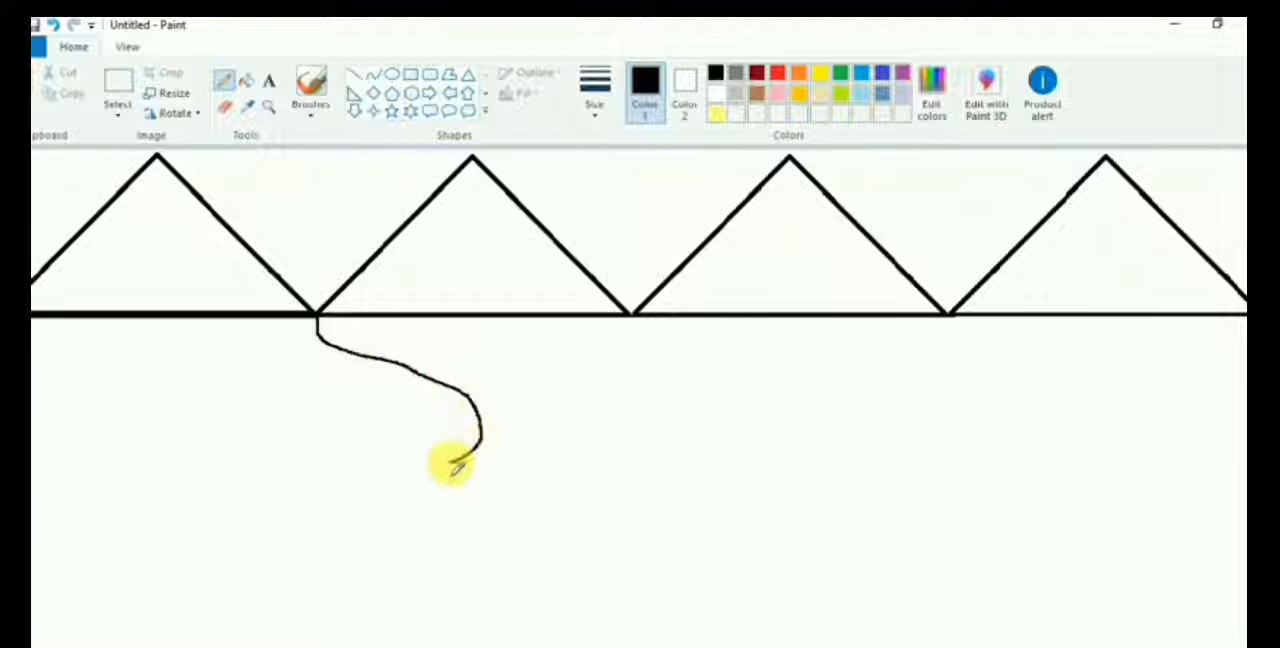 Untitled - Paint
Home View
Cut
Copy
Select
Crop
Resize
Rotate
A
Brushes
Outline
Fill
Size
Color 1
Color 2
Edit colors
Edit with Paint 3D
Product alert
pboard Image Tools Shapes Colors